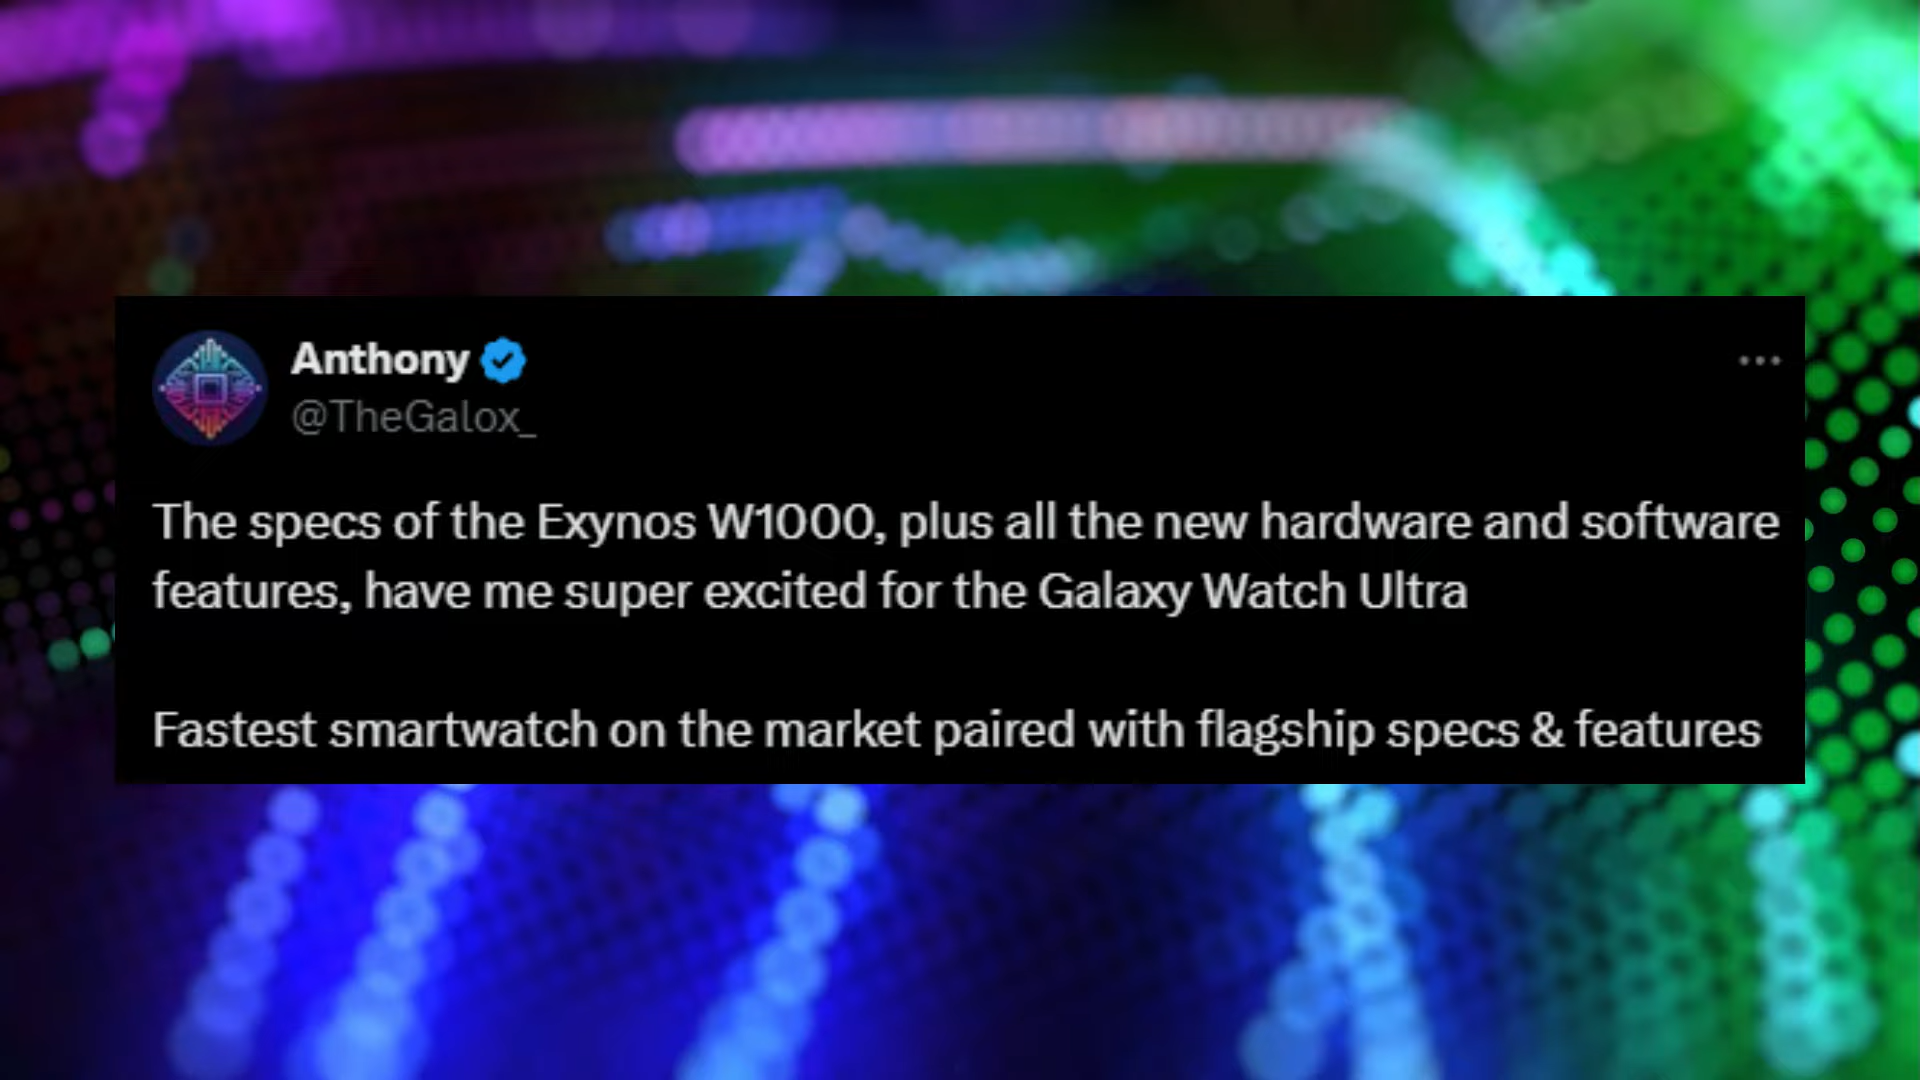 Anthony
@TheGalox_
The specs of the Exynos W1000, plus all the new hardware and software
features, have me super excited for the Galaxy Watch Ultra
Fastest smartwatch on the market paired with flagship specs & features